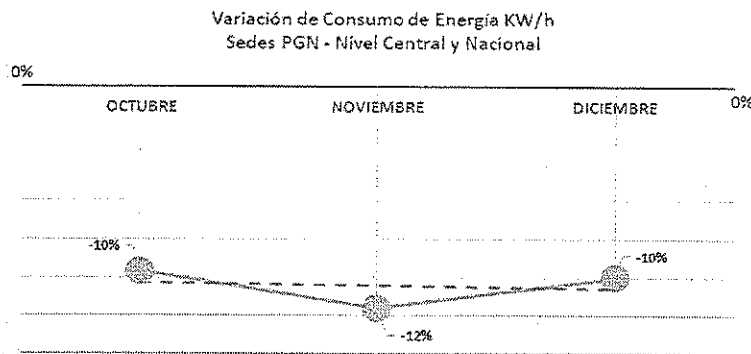 Variación de Consumo de Energía KW/h
Sedes PGN - Nivel Central y Nacional
0%
0%
OCTUBRE
NOVIEMBRE
DICIEMBRE
-10%
-10%
-12%